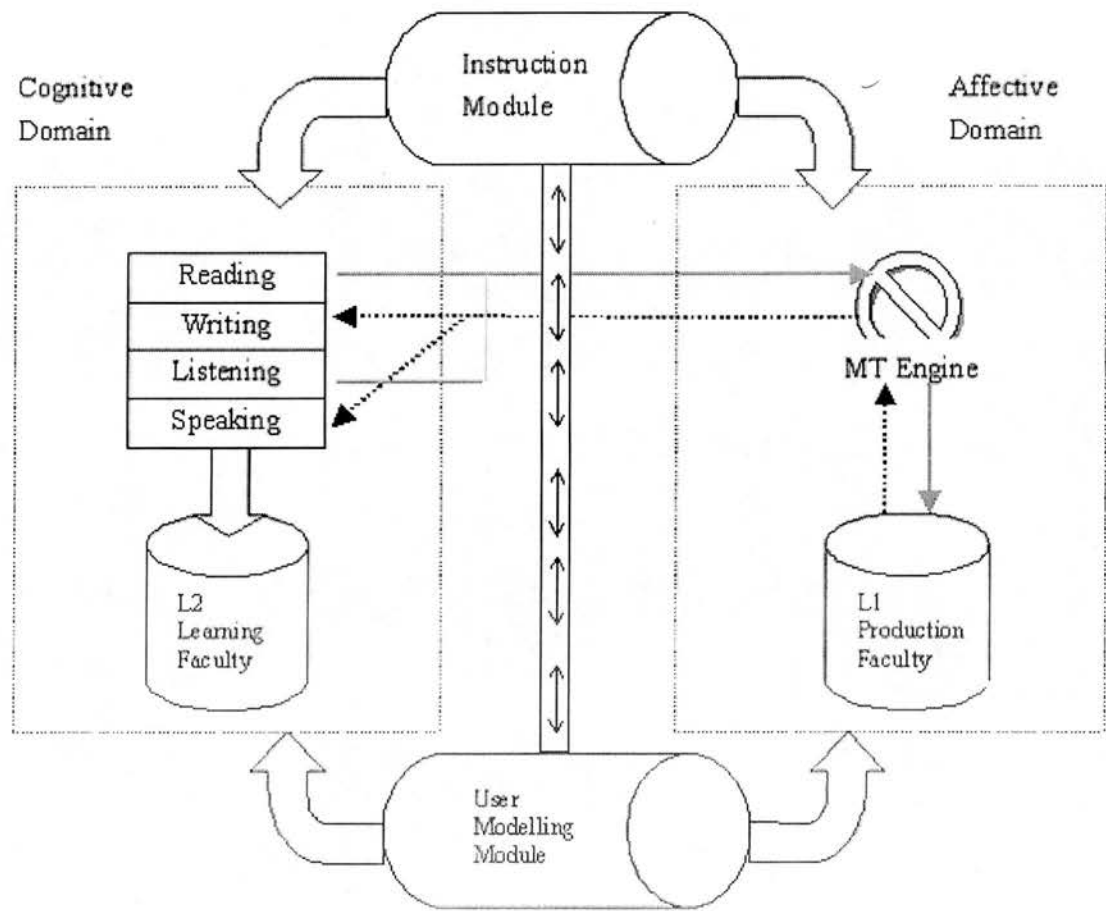 Instruction
Module
Cognitive
Domain
Affective
Domain
Reading
Writing
Listening
Speaking
MT Engine
L2
Learning
Faculty
L1
Production
Faculty
User
Modelling
Module